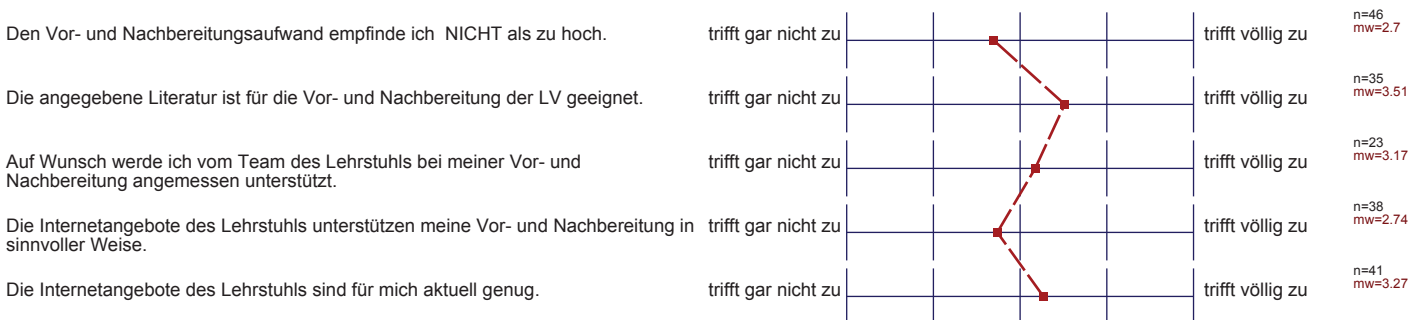 Den Vor- und Nachbereitungsaufwand empfinde ich  NICHT als zu hoch. trifft gar nicht zu trifft völlig zu n=46
mw=2.7
Die angegebene Literatur ist für die Vor- und Nachbereitung der LV geeignet. trifft gar nicht zu trifft völlig zu n=35
mw=3.51
Auf Wunsch werde ich vom Team des Lehrstuhls bei meiner Vor- und trifft gar nicht zu trifft völlig zu n=23
Nachbereitung angemessen unterstützt. mw=3.17
Die Internetangebote des Lehrstuhls unterstützen meine Vor- und Nachbereitung in trifft gar nicht zu trifft völlig zu n=38
sinnvoller Weise. mw=2.74
Die Internetangebote des Lehrstuhls sind für mich aktuell genug. trifft gar nicht zu trifft völlig zu n=41
mw=3.27